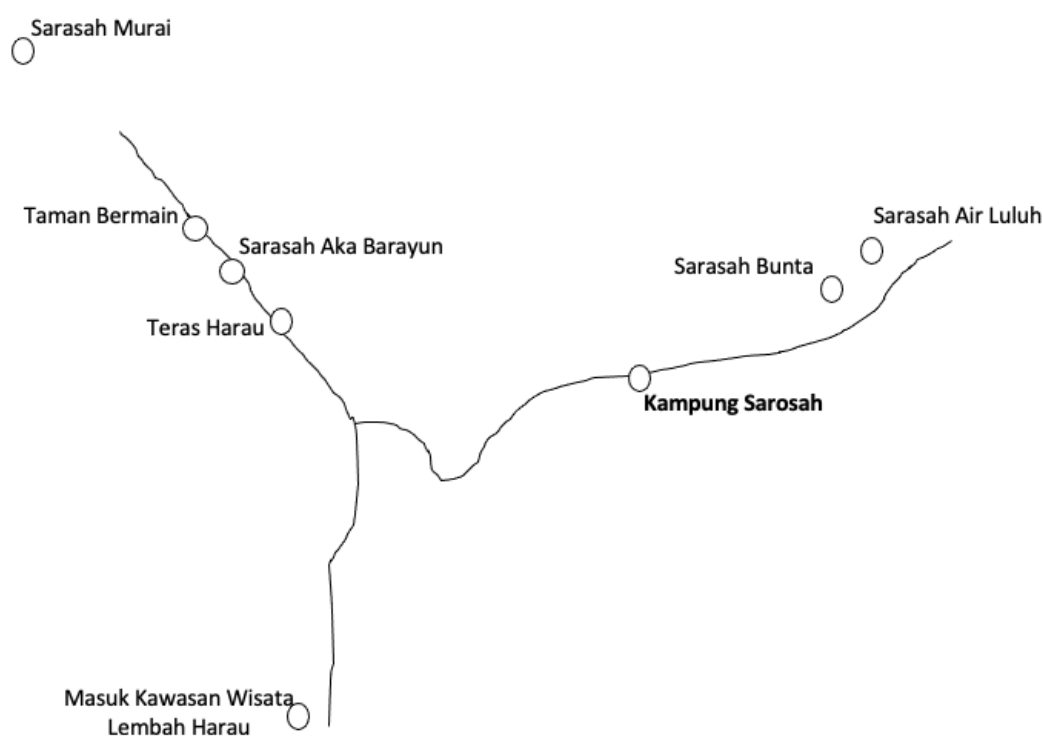 Sarasah Murai
Taman Bermain
Sarasah Air Luluh
Sarasah Aka Barayun
Sarasah Bunta
Teras Harau
Kampung Sarosah
Masuk Kawasan Wisata
Lembah Harau